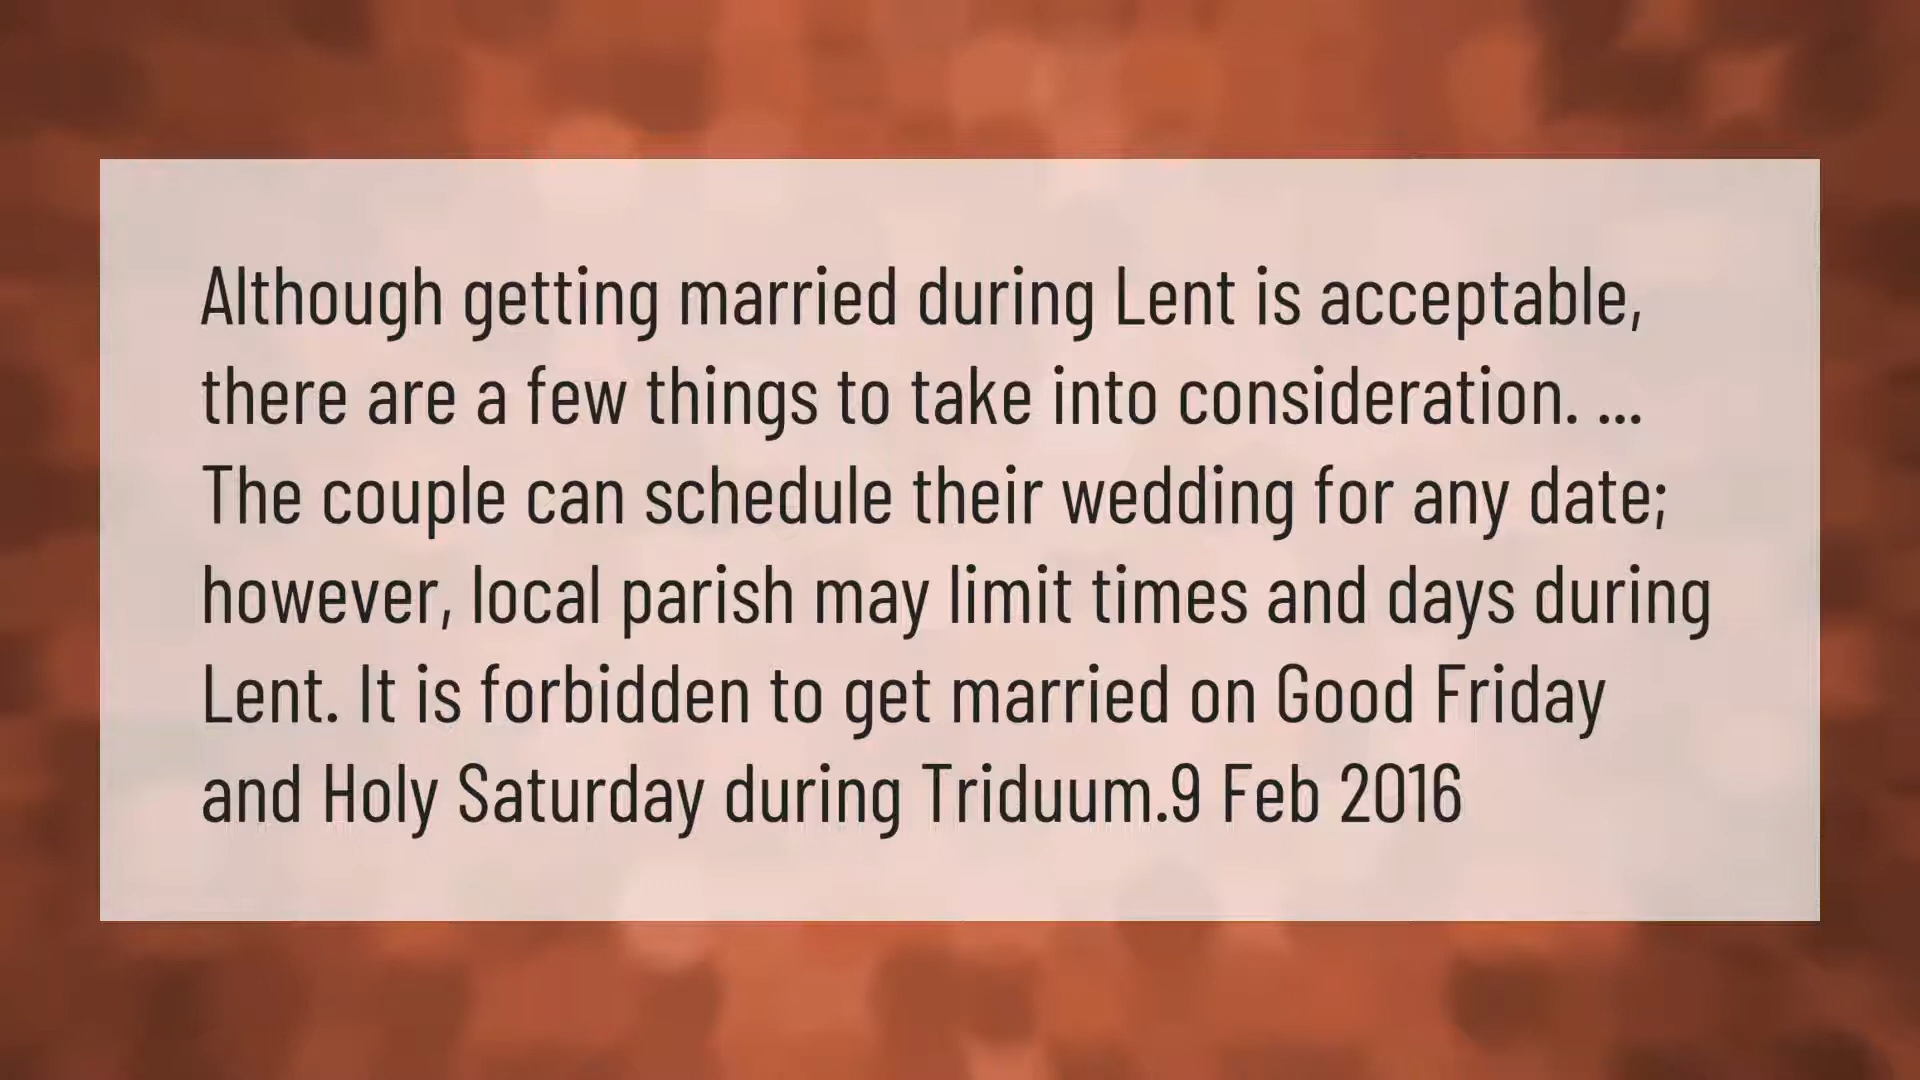 Although getting married during Lent is acceptable,
there are a few things to take into consideration. ...
The couple can schedule their wedding for any date;
however, local parish may limit times and days during
Lent. It is forbidden to get married on Good Friday
and Holy Saturday during Triduum.9 Feb 2016